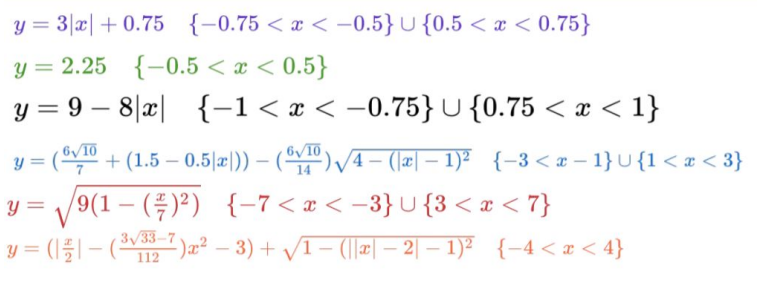 y = 3|x| + 0.75   {−0.75 < x < −0.5} ∪ {0.5 < x < 0.75}
y = 2.25   {−0.5 < x < 0.5}
y = 9 − 8|x|   {−1 < x < −0.75} ∪ {0.75 < x < 1}
y = (6√10/7 + (1.5 − 0.5|x|)) − (6√10/14)√(4 − (|x| − 1)²)   {−3 < x − 1} ∪ {1 < x < 3}
y = √(9(1 − (x/7)²))   {−7 < x < −3} ∪ {3 < x < 7}
y = (|x/2| − ((3√33−7)/112)x² − 3) + √(1 − (||x| − 2| − 1)²)   {−4 < x < 4}